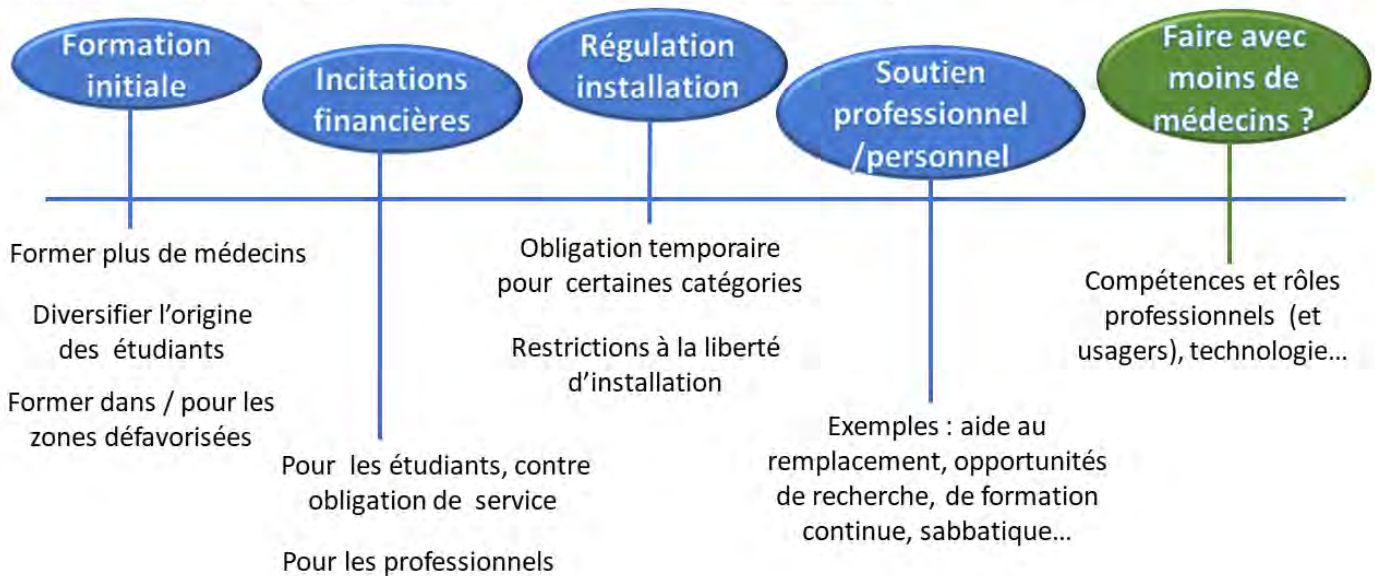 Formation
initiale
Incitations
financières
Régulation
installation
Soutien
professionnel
/personnel
Faire avec
moins de
médecins ?
Former plus de médecins
Diversifier l'origine
des étudiants
Former dans / pour les
zones défavorisées
Pour les étudiants, contre
obligation de service
Pour les professionnels
Obligation temporaire
pour certaines catégories
Restrictions à la liberté
d'installation
Exemples : aide au
remplacement, opportunités
de recherche, de formation
continue, sabbatique...
Compétences et rôles
professionnels (et
usagers), technologie...